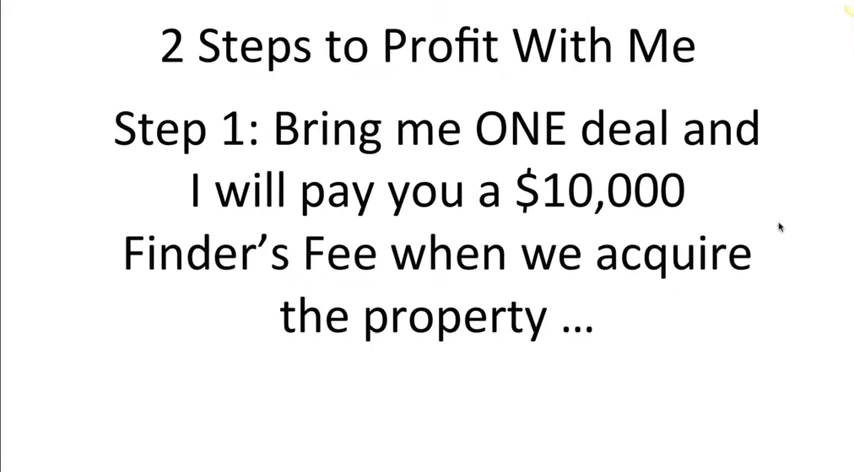 2 Steps to Profit With Me
Step 1: Bring me ONE deal and
I will pay you a $10,000
Finder’s Fee when we acquire
the property ...